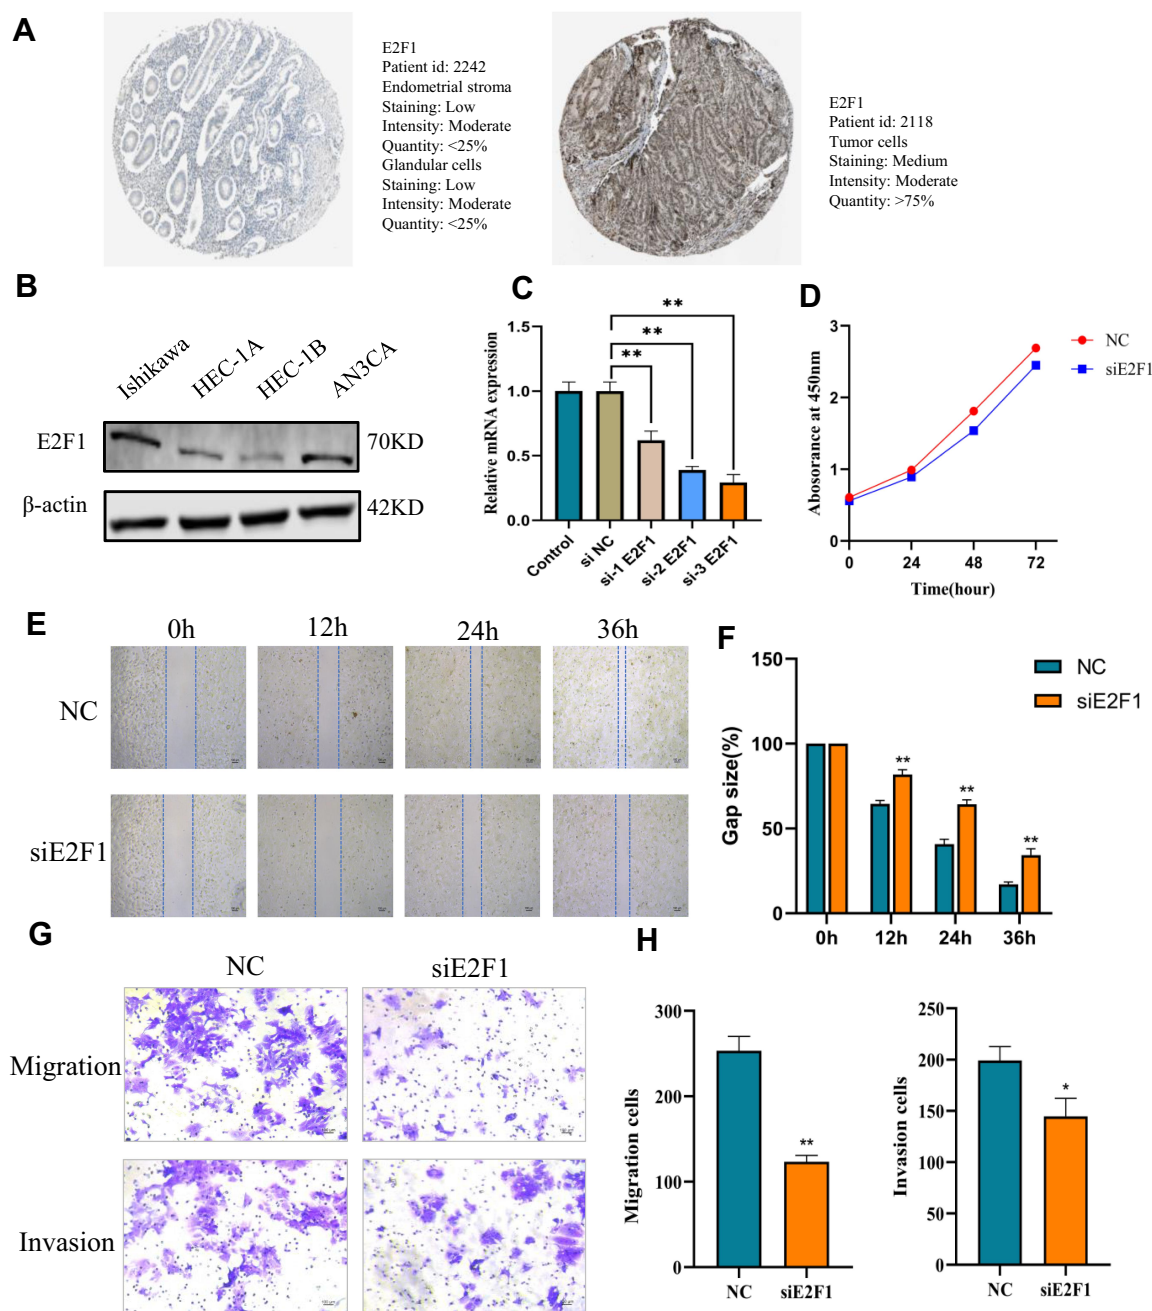 A
E2F1
Patient id: 2242
Endometrial stroma
Staining: Low
Intensity: Moderate
Quantity: <25%
Glandular cells
Staining: Low
Intensity: Moderate
Quantity: <25%
E2F1
Patient id: 2118
Tumor cells
Staining: Medium
Intensity: Moderate
Quantity: >75%
B
Ishikawa
HEC-1A
HEC-1B
AN3CA
E2F1
70KD
β-actin
42KD
C
Relative mRNA expression
1.5
1.0
0.5
0.0
**
**
**
Control
si NC
si-1 E2F1
si-2 E2F1
si-3 E2F1
D
Abosorance at 450nm
3
2
1
0
0 24 48 72
Time(hour)
NC
siE2F1
E
0h 12h 24h 36h
NC
siE2F1
F
Gap size(%)
150
100
50
0
** ** **
0h 12h 24h 36h
NC
siE2F1
G
NC siE2F1
Migration
Invasion
H
Migration cells
300
200
100
0
**
NC siE2F1
Invasion cells
250
200
150
100
50
0
*
NC siE2F1